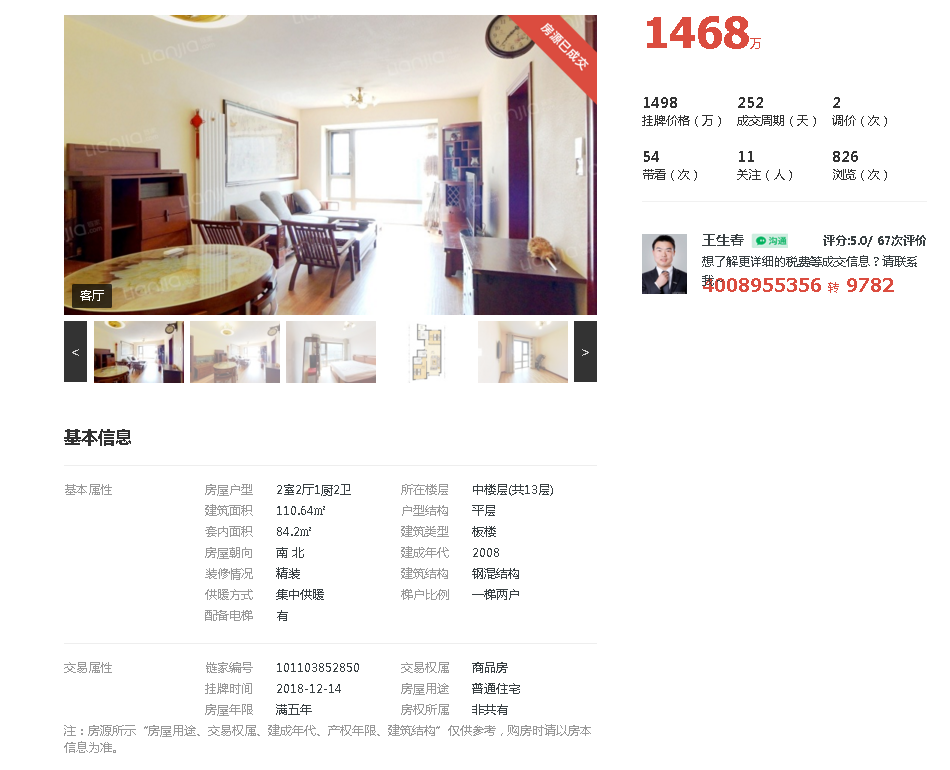 房源已成交
lianjia
客厅
<
>
1468万
1498 252 2
挂牌价格（万） 成交周期（天） 调价（次）
54 11 826
带看（次） 关注（人） 浏览（次）
王生春 沟通 评分:5.0/ 67次评价
想了解更详细的税费等成交信息？请联系
我~
4008955356 转 9782
基本信息
基本属性 房屋户型 2室2厅1厨2卫 所在楼层 中楼层(共13层)
建筑面积 110.64㎡ 户型结构 平层
套内面积 84.2㎡ 建筑类型 板楼
房屋朝向 南 北 建成年代 2008
装修情况 精装 建筑结构 钢混结构
供暖方式 集中供暖 梯户比例 一梯两户
配备电梯 有
交易属性 链家编号 101103852850 交易权属 商品房
挂牌时间 2018-12-14 房屋用途 普通住宅
房屋年限 满五年 房权所属 非共有
注：房源所示“房屋用途、交易权属、建成年代、产权年限、建筑结构”仅供参考，购房时请以房本
信息为准。